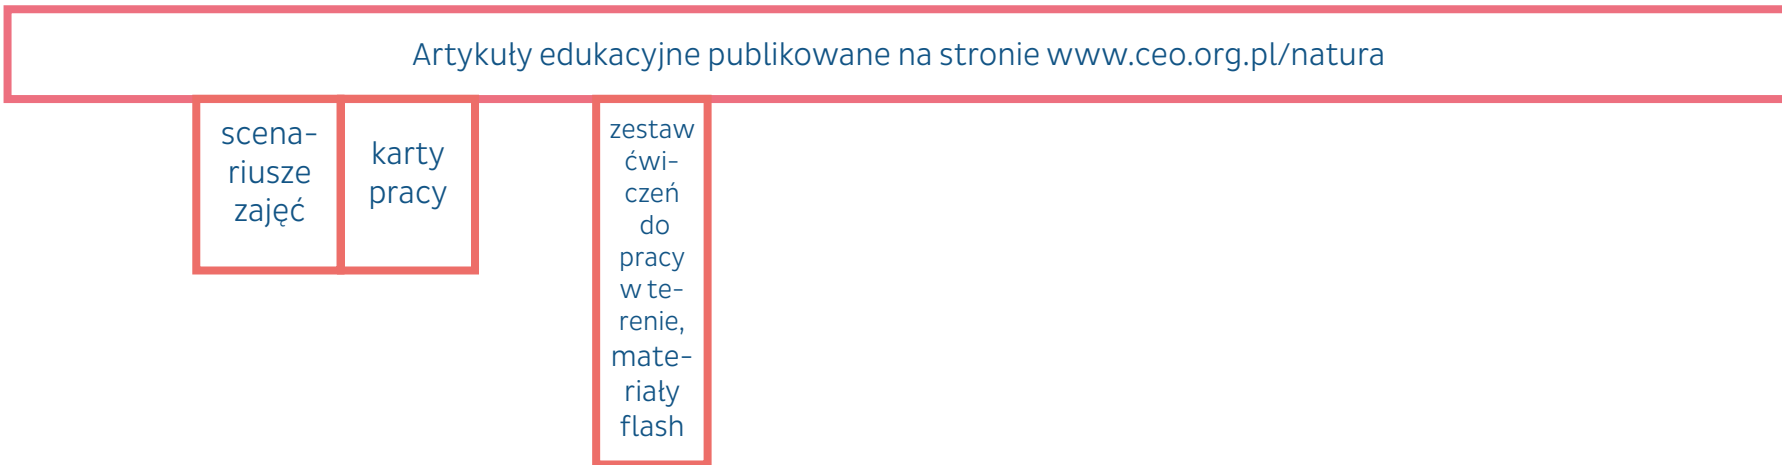 Artykuły edukacyjne publikowane na stronie www.ceo.org.pl/natura
scena-
riusze
zajęć
karty
pracy
zestaw
ćwi-
czeń
do
pracy
w te-
renie,
mate-
riały
flash